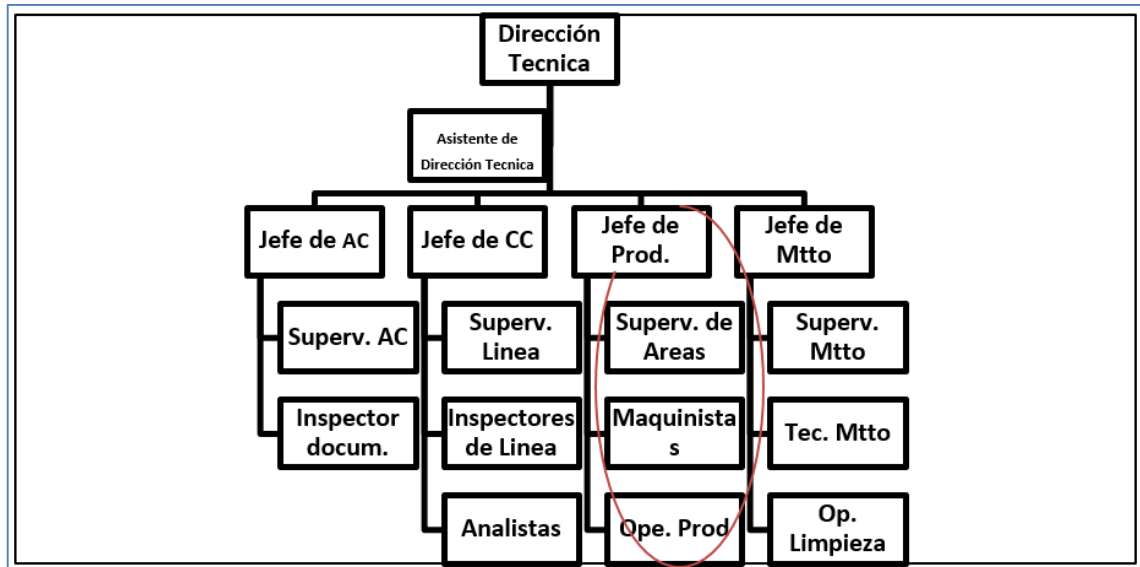 Dirección
Tecnica
Asistente de
Dirección Tecnica
Jefe de AC
Jefe de CC
Jefe de
Prod.
Jefe de
Mtto
Superv. AC
Superv.
Linea
Superv. de
Areas
Superv.
Mtto
Inspector
docum.
Inspectores
de Linea
Maquinista
s
Tec. Mtto
Analistas
Ope. Prod
Op.
Limpieza